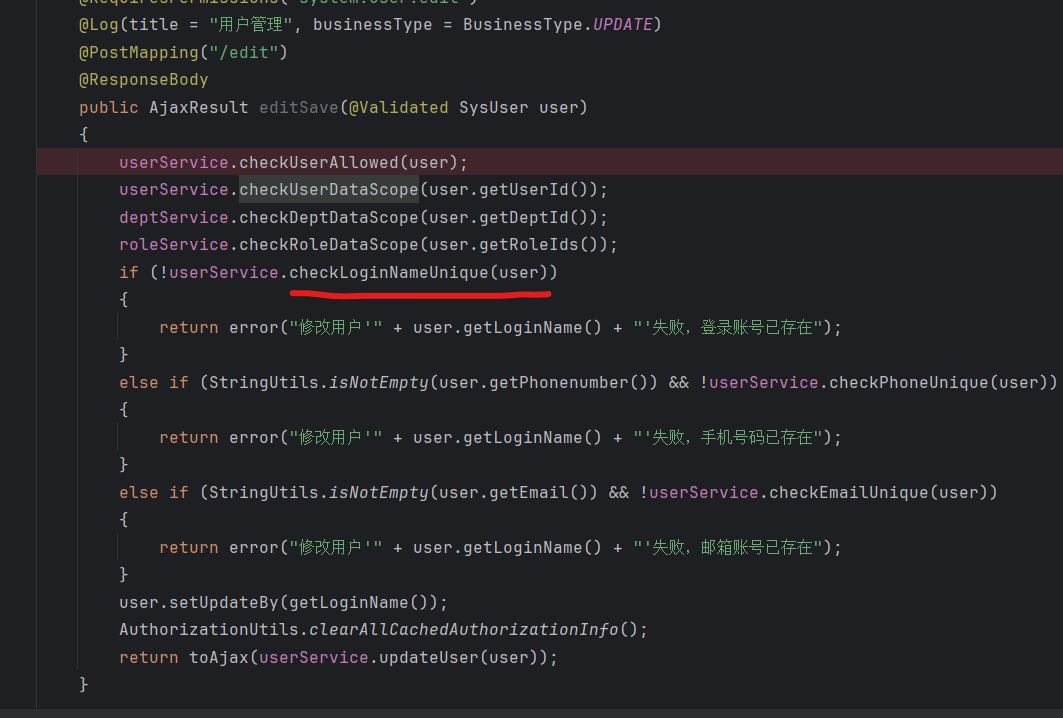 @RequiresPermissions("system:user:edit")
@Log(title = "用户管理", businessType = BusinessType.UPDATE)
@PostMapping("/edit")
@ResponseBody
public AjaxResult editSave(@Validated SysUser user)
{
userService.checkUserAllowed(user);
userService.checkUserDataScope(user.getUserId());
deptService.checkDeptDataScope(user.getDeptId());
roleService.checkRoleDataScope(user.getRoleIds());
if (!userService.checkLoginNameUnique(user))
{
return error("修改用户'" + user.getLoginName() + "'失败，登录账号已存在");
}
else if (StringUtils.isNotEmpty(user.getPhonenumber()) && !userService.checkPhoneUnique(user))
{
return error("修改用户'" + user.getLoginName() + "'失败，手机号码已存在");
}
else if (StringUtils.isNotEmpty(user.getEmail()) && !userService.checkEmailUnique(user))
{
return error("修改用户'" + user.getLoginName() + "'失败，邮箱账号已存在");
}
user.setUpdateBy(getLoginName());
AuthorizationUtils.clearAllCachedAuthorizationInfo();
return toAjax(userService.updateUser(user));
}